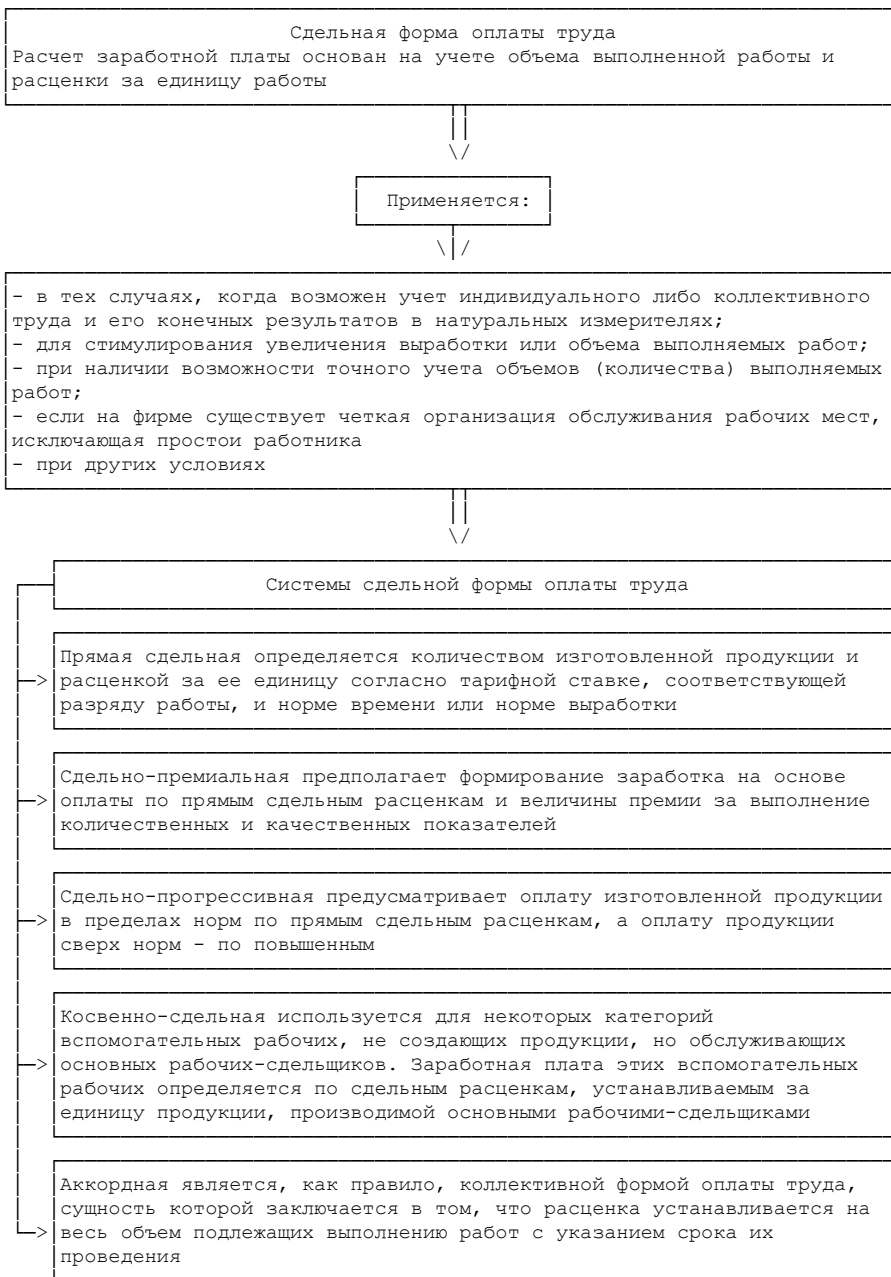 Сдельная форма оплаты труда
Расчет заработной платы основан на учете объема выполненной работы и
расценки за единицу работы
Применяется:
- в тех случаях, когда возможен учет индивидуального либо коллективного
труда и его конечных результатов в натуральных измерителях;
- для стимулирования увеличения выработки или объема выполняемых работ;
- при наличии возможности точного учета объемов (количества) выполняемых
работ;
- если на фирме существует четкая организация обслуживания рабочих мест,
исключающая простои работника
- при других условиях
Системы сдельной формы оплаты труда
Прямая сдельная определяется количеством изготовленной продукции и
расценкой за ее единицу согласно тарифной ставке, соответствующей
разряду работы, и норме времени или норме выработки
Сдельно-премиальная предполагает формирование заработка на основе
оплаты по прямым сдельным расценкам и величины премии за выполнение
количественных и качественных показателей
Сдельно-прогрессивная предусматривает оплату изготовленной продукции
в пределах норм по прямым сдельным расценкам, а оплату продукции
сверх норм - по повышенным
Косвенно-сдельная используется для некоторых категорий
вспомогательных рабочих, не создающих продукции, но обслуживающих
основных рабочих-сдельщиков. Заработная плата этих вспомогательных
рабочих определяется по сдельным расценкам, устанавливаемым за
единицу продукции, производимой основными рабочими-сдельщиками
Аккордная является, как правило, коллективной формой оплаты труда,
сущность которой заключается в том, что расценка устанавливается на
весь объем подлежащих выполнению работ с указанием срока их
проведения